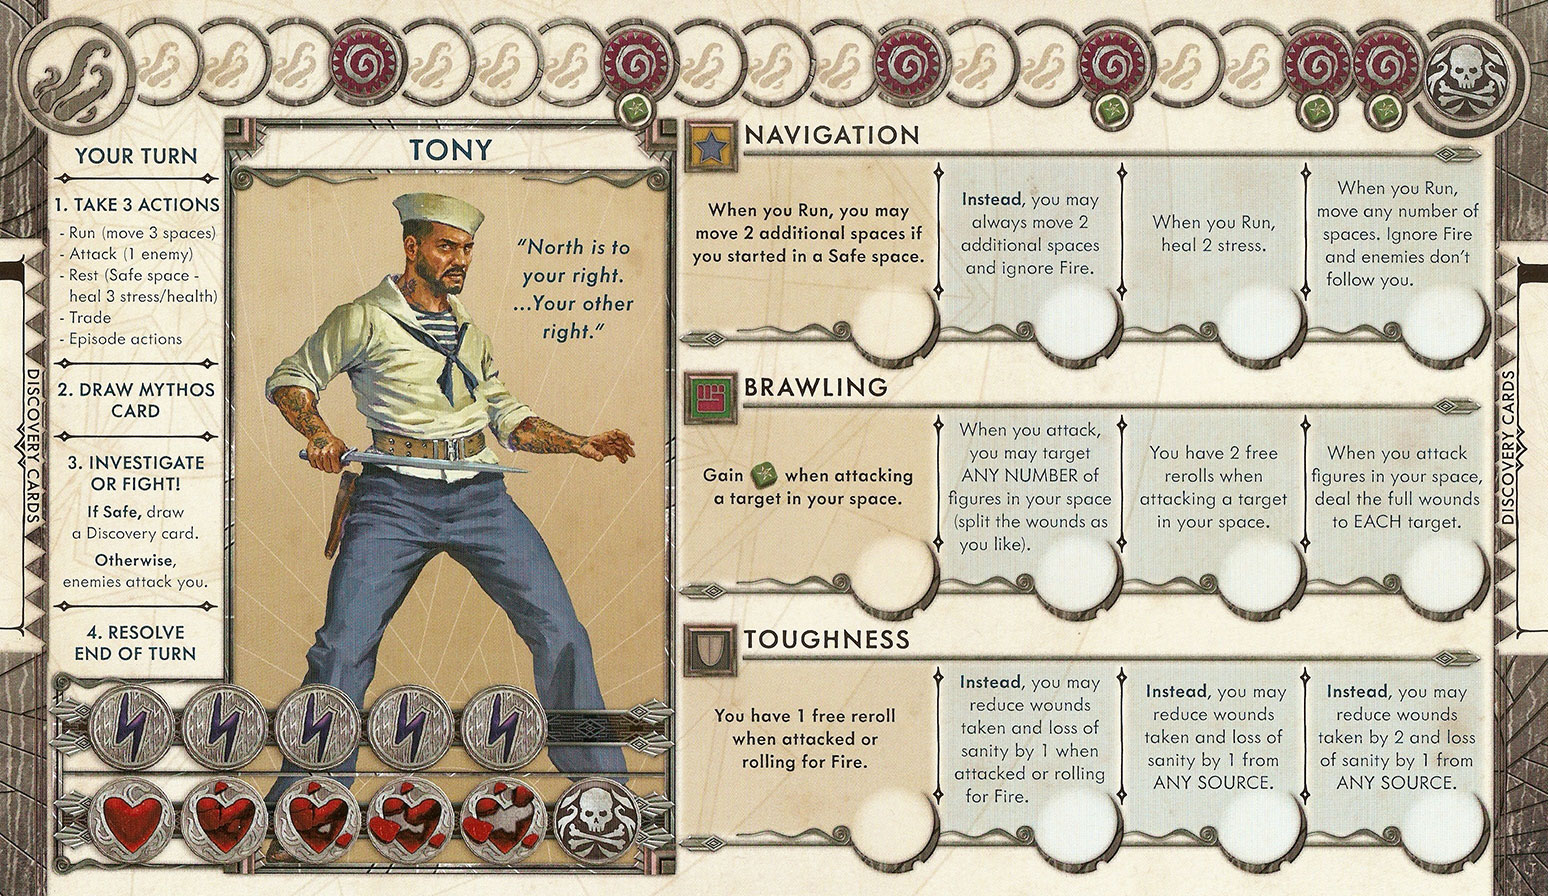 YOUR TURN
1. TAKE 3 ACTIONS
- Run (move 3 spaces)
- Attack (1 enemy)
- Rest (Safe space -
heal 3 stress/health)
- Trade
- Episode actions
2. DRAW MYTHOS
CARD
3. INVESTIGATE
OR FIGHT!
If Safe, draw
a Discovery card.
Otherwise,
enemies attack you.
4. RESOLVE
END OF TURN
DISCOVERY CARDS
TONY
“North is to
your right.
...Your other
right.“
NAVIGATION
When you Run, you may
move 2 additional spaces if
you started in a Safe space.
Instead, you may
always move 2
additional spaces
and ignore Fire.
When you Run,
heal 2 stress.
When you Run,
move any number of
spaces. Ignore Fire
and enemies don’t
follow you.
BRAWLING
Gain when attacking
a target in your space.
When you attack,
you may target
ANY NUMBER of
figures in your space
(split the wounds as
you like).
You have 2 free
rerolls when
attacking a target
in your space.
When you attack
figures in your space,
deal the full wounds
to EACH target.
TOUGHNESS
You have 1 free reroll
when attacked or
rolling for Fire.
Instead, you may
reduce wounds
taken and loss of
sanity by 1 when
attacked or rolling
for Fire.
Instead, you may
reduce wounds
taken and loss of
sanity by 1 from
ANY SOURCE.
Instead, you may
reduce wounds
taken by 2 and loss
of sanity by 1 from
ANY SOURCE.
DISCOVERY CARDS